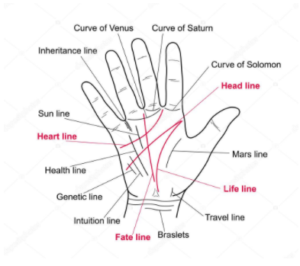 Curve of Venus Curve of Saturn
Inheritance line
Curve of Solomon
Head line
Sun line
Heart line
Mars line
Health line
Genetic line
Life line
Intuition line
Travel line
Fate line Braslets